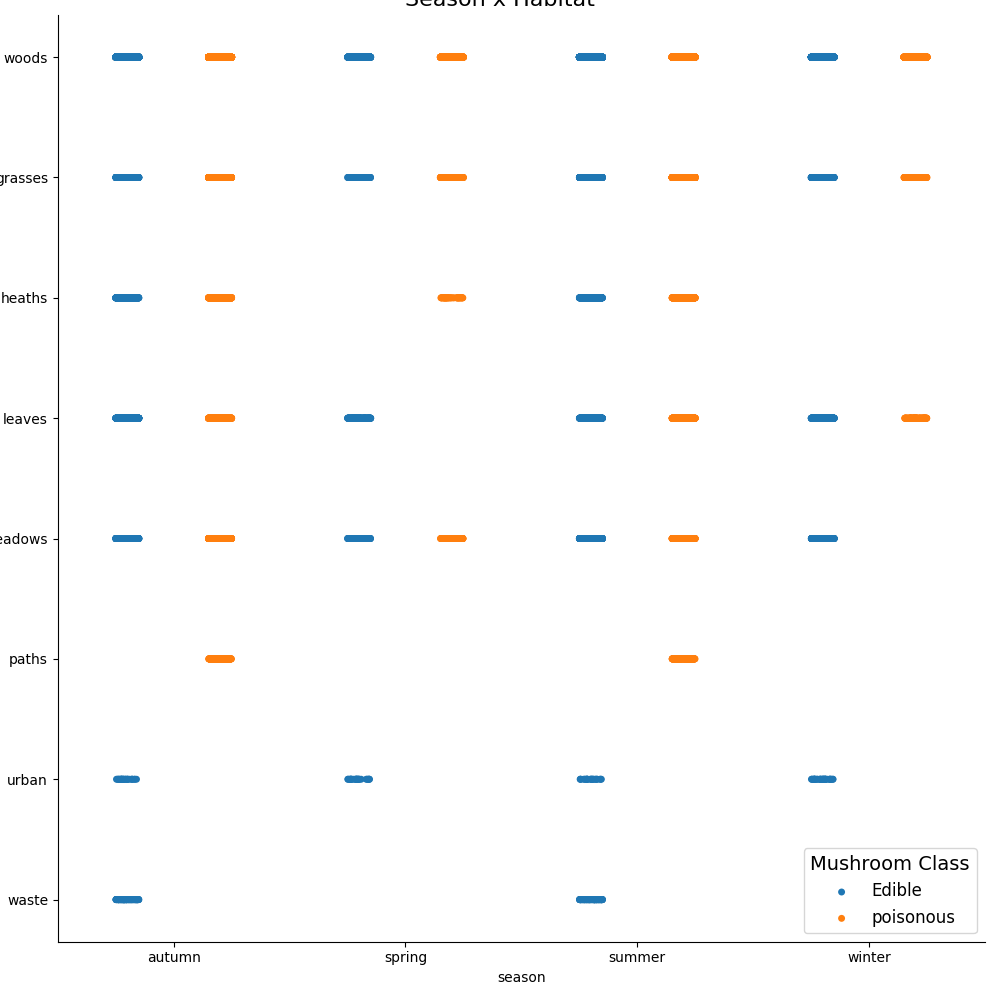 Season x Habitat
woods
grasses
heaths
leaves
eadows
paths
urban
waste
Mushroom Class
Edible
poisonous
autumn spring summer winter
season